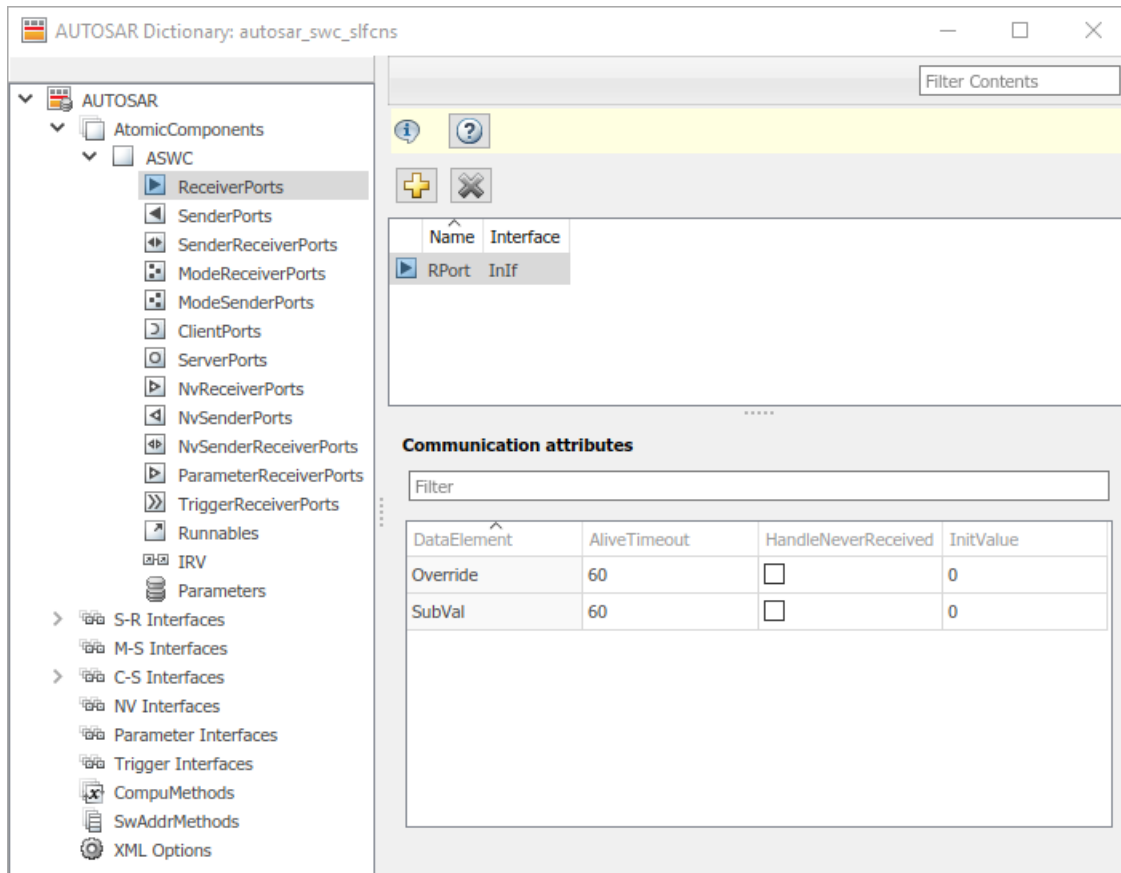 AUTOSAR Dictionary: autosar_swc_slfcns
Filter Contents
AUTOSAR
AtomicComponents
ASWC
ReceiverPorts
SenderPorts
SenderReceiverPorts
ModeReceiverPorts
ModeSenderPorts
ClientPorts
ServerPorts
NvReceiverPorts
NvSenderPorts
NvSenderReceiverPorts
ParameterReceiverPorts
TriggerReceiverPorts
Runnables
IRV
Parameters
S-R Interfaces
M-S Interfaces
C-S Interfaces
NV Interfaces
Parameter Interfaces
Trigger Interfaces
CompuMethods
SwAddrMethods
XML Options
Name Interface
RPort InIf
Communication attributes
Filter
DataElement AliveTimeout HandleNeverReceived InitValue
Override 60 0
SubVal 60 0